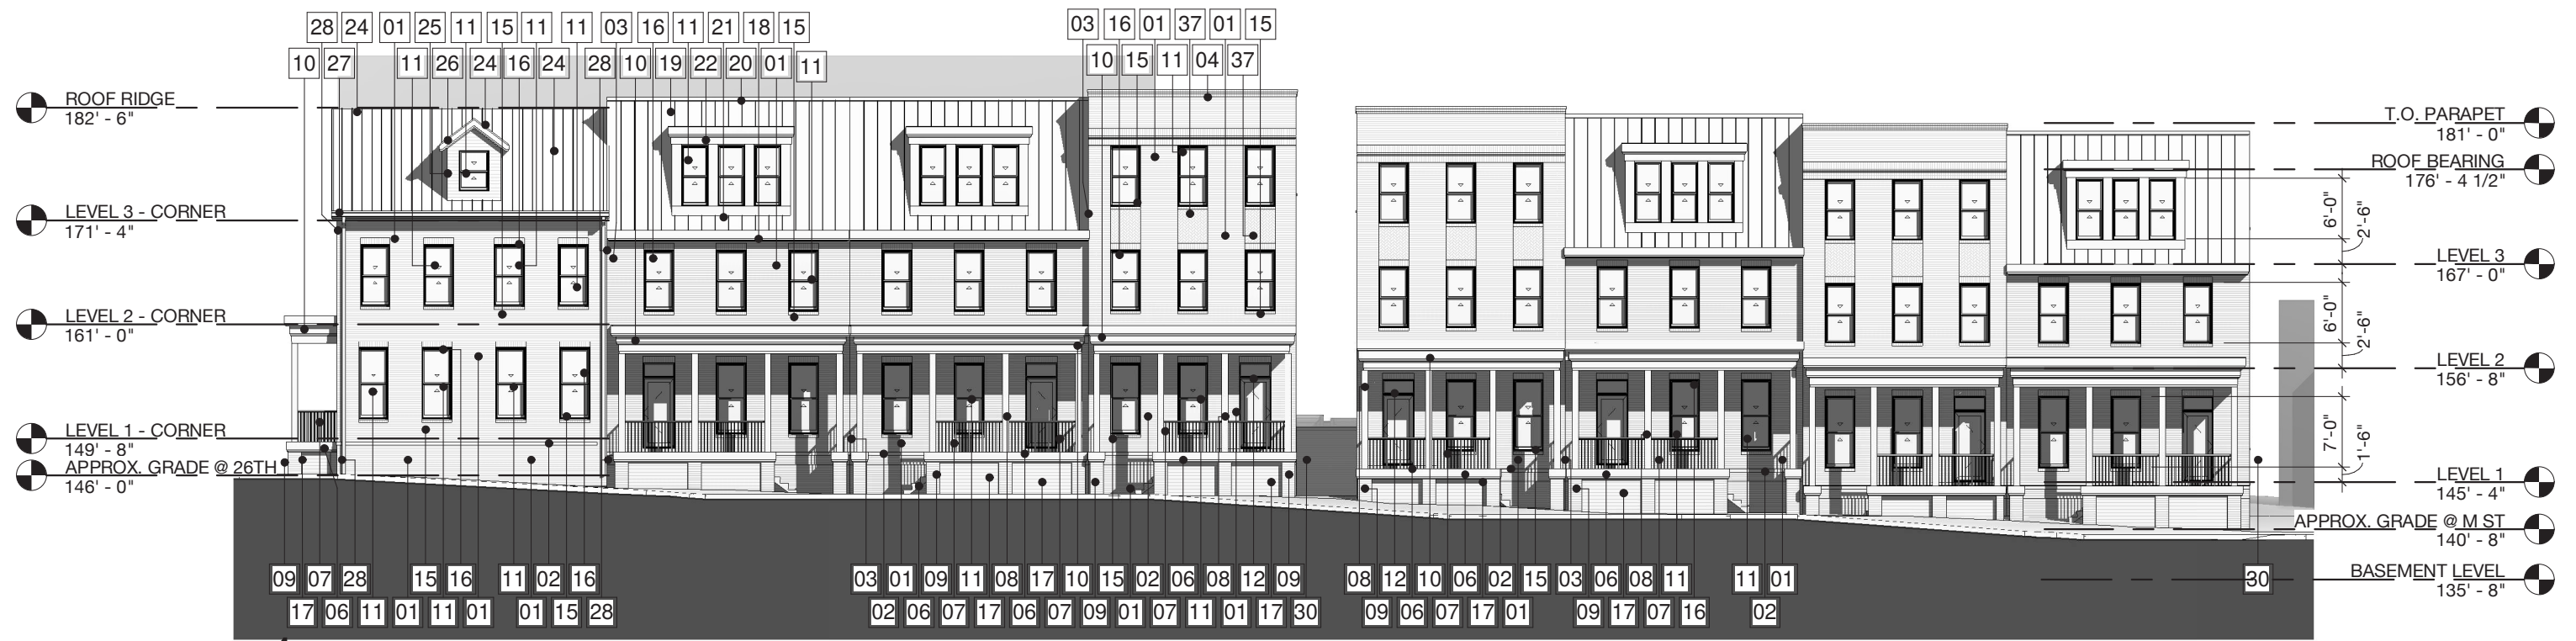 28 24 01 25 11 15 11 11 03 16 11 21 18 15 03 16 01 37 01 15
10 27 11 26 24 16 24 28 10 19 22 20 01 11 10 15 11 04 37
ROOF RIDGE
182' - 6"
LEVEL 3 - CORNER
171' - 4"
LEVEL 2 - CORNER
161' - 0"
LEVEL 1 - CORNER
149' - 8"
APPROX. GRADE @ 26TH
146' - 0"
T.O. PARAPET
181' - 0"
ROOF BEARING
176' - 4 1/2"
LEVEL 3
167' - 0"
LEVEL 2
156' - 8"
LEVEL 1
145' - 4"
APPROX. GRADE @ M ST
140' - 8"
BASEMENT LEVEL
135' - 8"
6'-0"
2'-6"
6'-0"
2'-6"
7'-0"
1'-6"
09 07 28 15 16 11 02 16 03 01 09 11 08 17 10 15 02 06 08 12 09 08 12 10 06 02 15 03 06 08 11 11 01 30
17 06 11 01 11 01 01 15 28 02 06 07 17 06 07 09 01 07 11 01 17 30 09 06 07 17 01 09 17 07 16 02